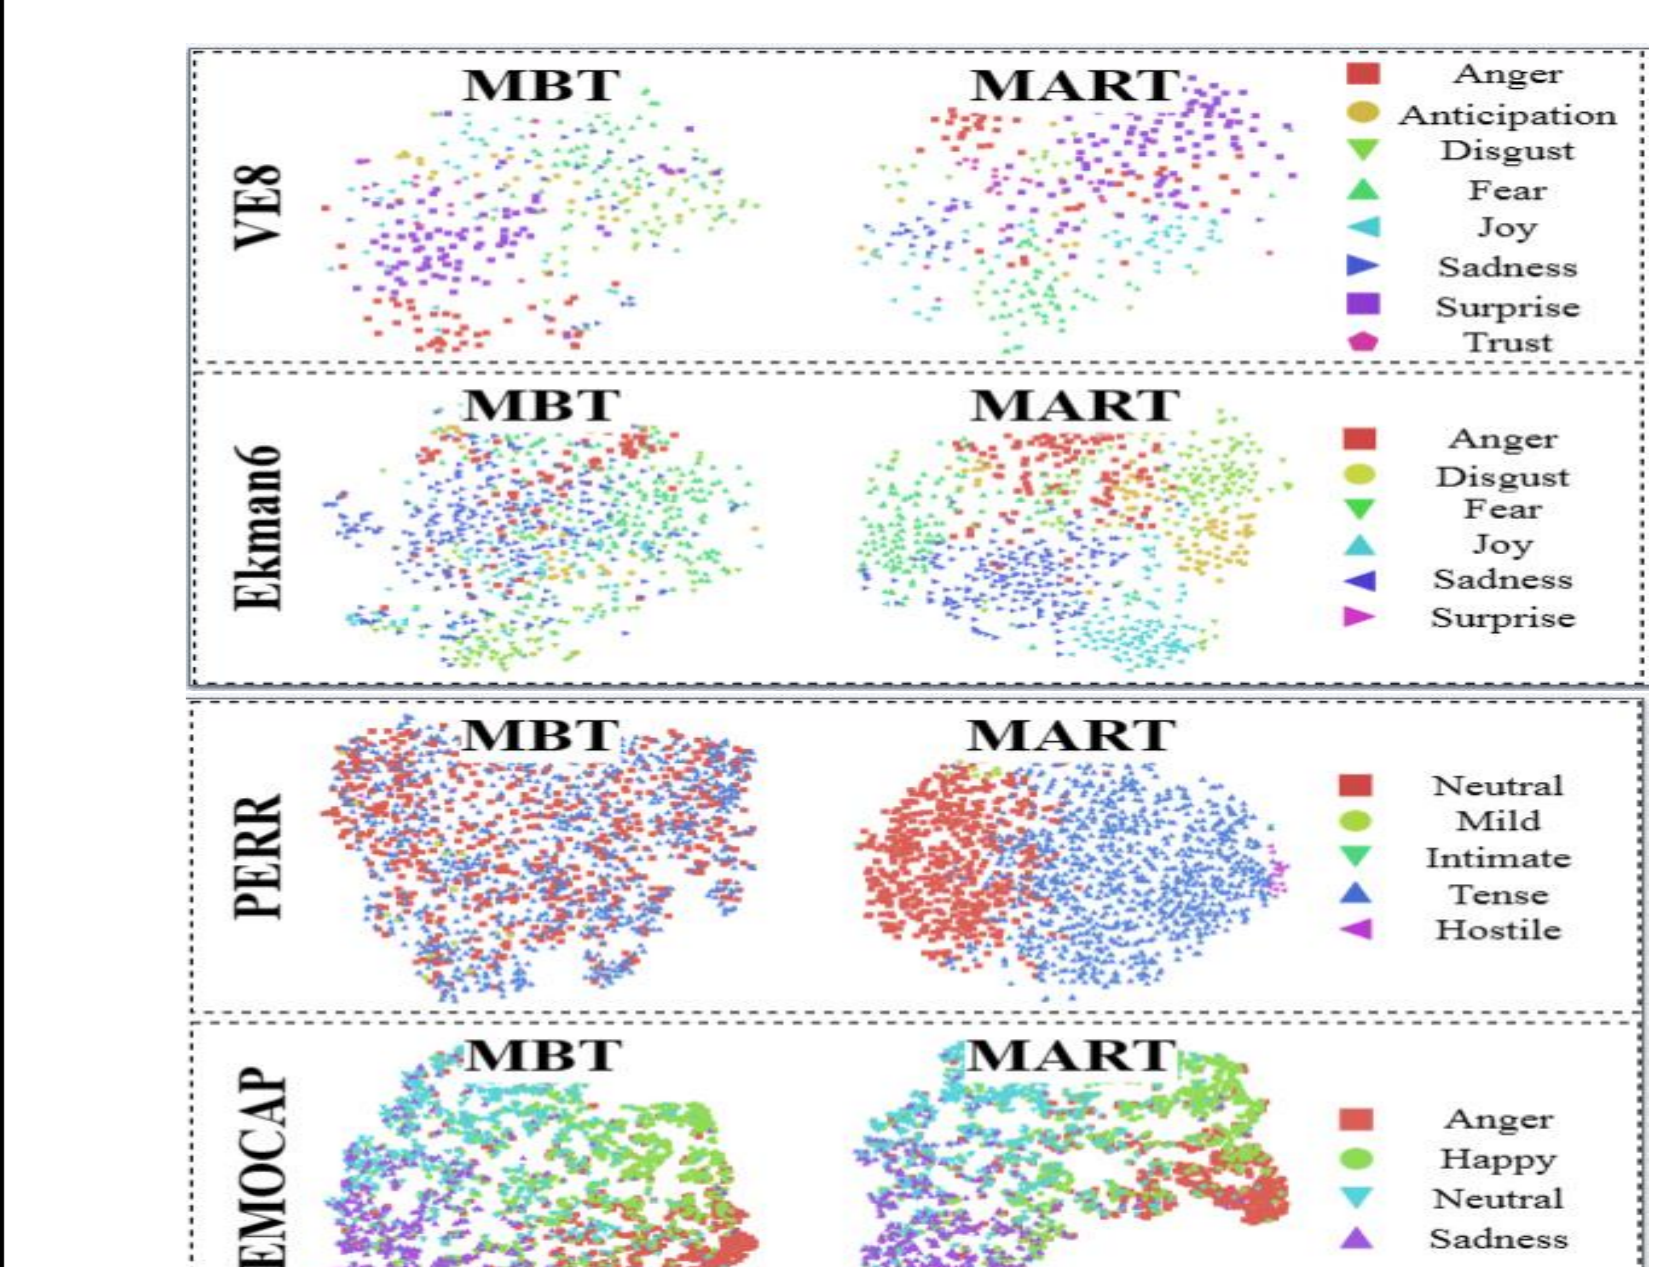 MBT
MART
VE8
Anger
Anticipation
Disgust
Fear
Joy
Sadness
Surprise
Trust
MBT
MART
Ekman6
Anger
Disgust
Fear
Joy
Sadness
Surprise
MBT
MART
PERR
Neutral
Mild
Intimate
Tense
Hostile
MBT
MART
EMOCAP
Anger
Happy
Neutral
Sadness